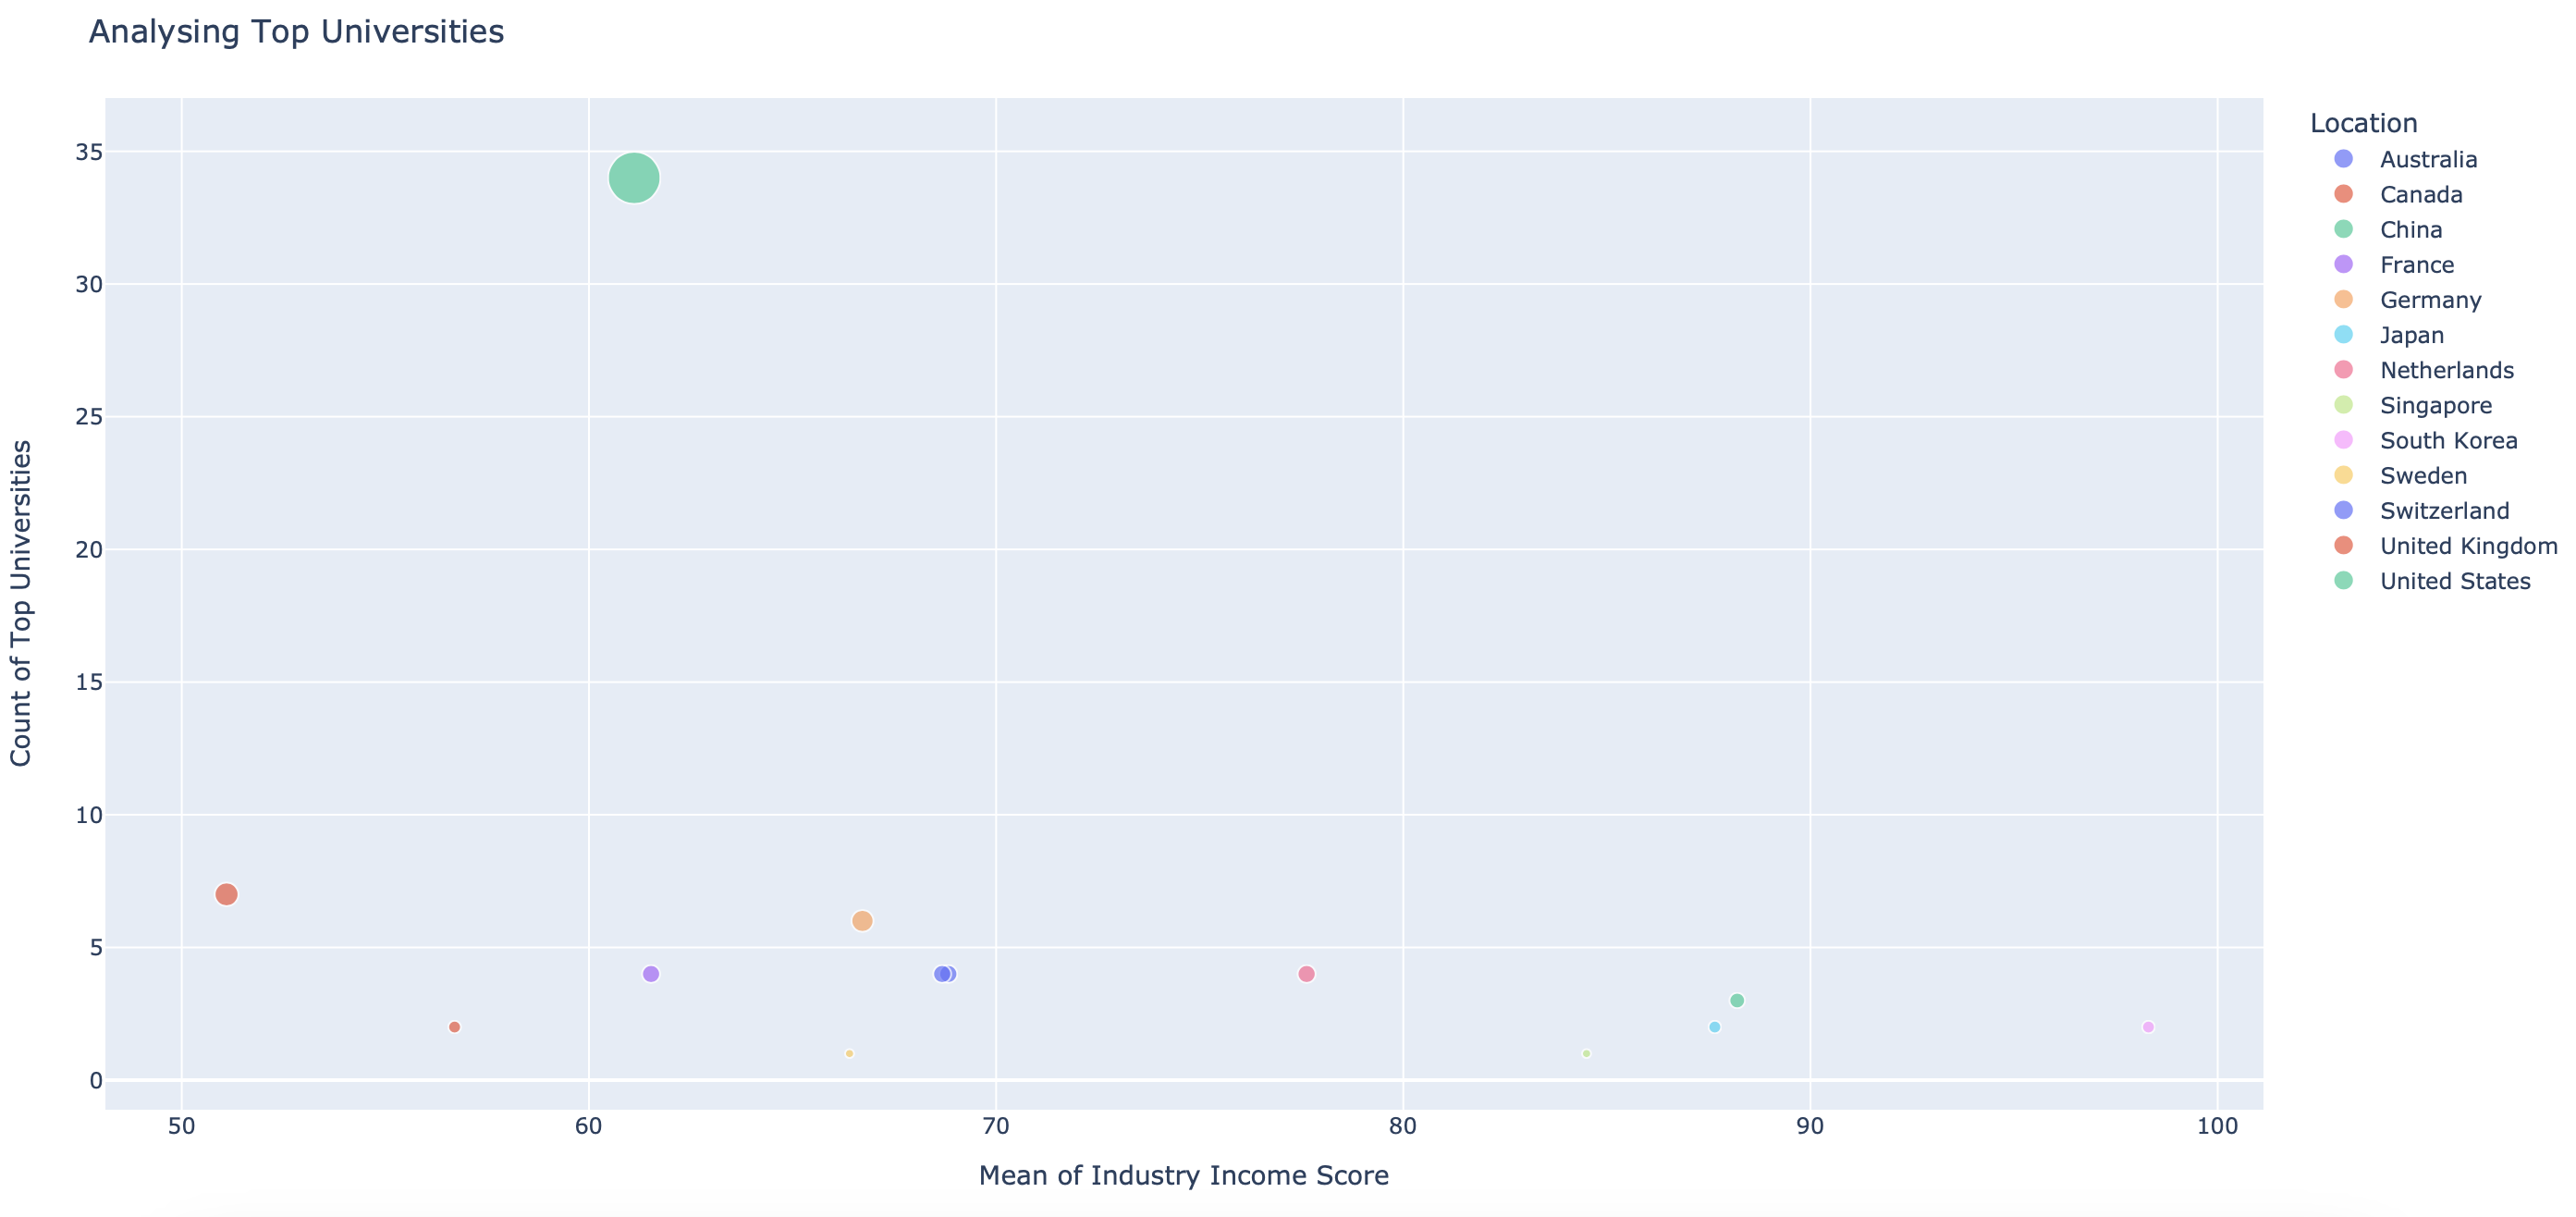 Analysing Top Universities
Count of Top Universities
35
30
25
20
15
10
5
0
50 60 70 80 90 100
Mean of Industry Income Score
Location
Australia
Canada
China
France
Germany
Japan
Netherlands
Singapore
South Korea
Sweden
Switzerland
United Kingdom
United States